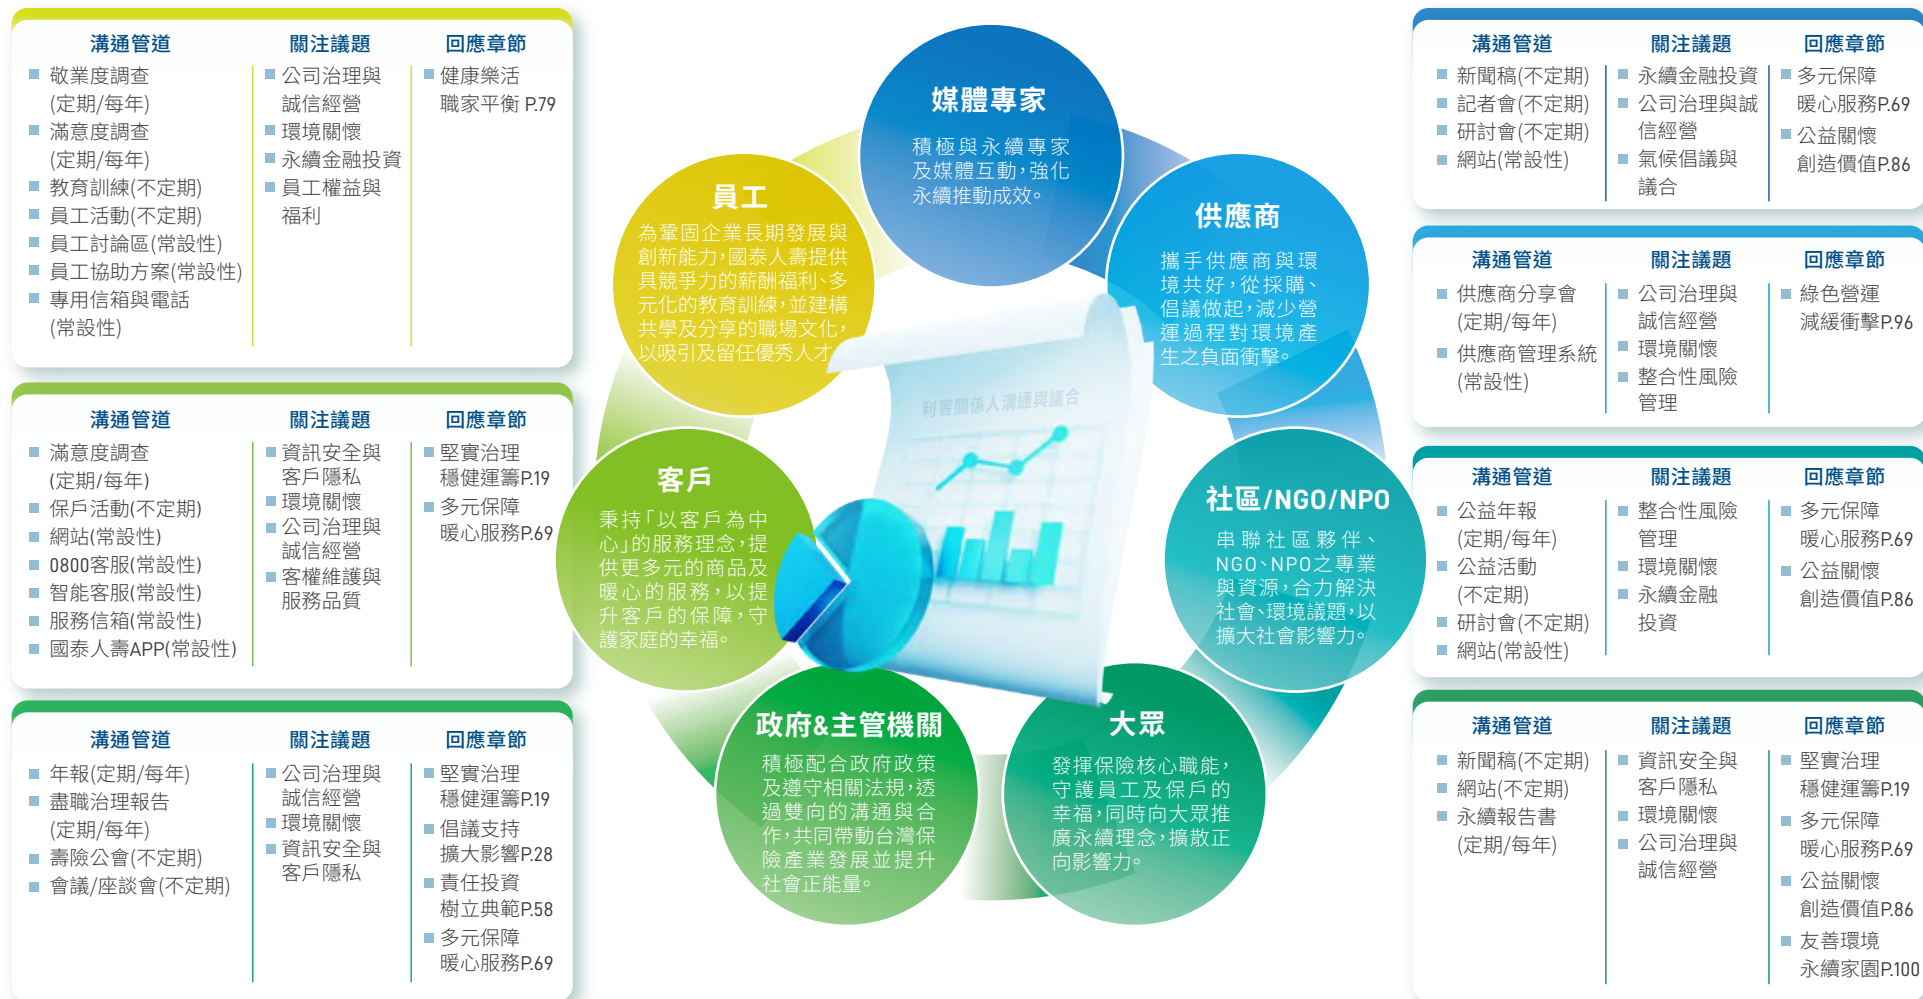 溝通管道
敬業度調查
(定期/每年)
滿意度調查
(定期/每年)
教育訓練(不定期)
員工活動(不定期)
員工討論區(常設性)
員工協助方案(常設性)
專用信箱與電話
(常設性)
關注議題
公司治理與
誠信經營
環境關懷
永續金融投資
員工權益與
福利
回應章節
健康樂活
職家平衡 P.79
溝通管道
滿意度調查
(定期/每年)
保戶活動(不定期)
網站(常設性)
0800客服(常設性)
智能客服(常設性)
服務信箱(常設性)
國泰人壽APP(常設性)
關注議題
資訊安全與
客戶隱私
環境關懷
公司治理與
誠信經營
客權維護與
服務品質
回應章節
堅實治理
穩健運籌P.19
多元保障
暖心服務P.69
溝通管道
年報(定期/每年)
盡職治理報告
(定期/每年)
壽險公會(不定期)
會議/座談會(不定期)
關注議題
公司治理與
誠信經營
環境關懷
資訊安全與
客戶隱私
回應章節
堅實治理
穩健運籌P.19
倡議支持
擴大影響P.28
責任投資
樹立典範P.58
多元保障
暖心服務P.69
媒體專家
積極與永續專家
及媒體互動，強化
永續推動成效。
員工
為鞏固企業長期發展與
創新能力，國泰人壽提供
具競爭力的薪酬福利、多
元化的教育訓練，並建構
共學及分享的職場文化，
以吸引及留任優秀人才。
供應商
攜手供應商與環
境共好，從採購、
倡議做起，減少營
運過程對環境產
生之負面衝擊。
利害關係人溝通與議合
客戶
秉持「以客戶為中
心」的服務理念，提
供更多元的商品及
暖心的服務，以提
升客戶的保障，守
護家庭的幸福。
社區/NGO/NPO
串聯社區夥伴、
NGO、NPO之專業
與資源，合力解決
社會、環境議題，以
擴大社會影響力。
政府&主管機關
積極配合政府政策
及遵守相關法規，透
過雙向的溝通與合
作，共同帶動台灣保
險產業發展並提升
社會正能量。
大眾
發揮保險核心職能，
守護員工及保戶的
幸福，同時向大眾推
廣永續理念，擴散正
向影響力。
溝通管道
新聞稿(不定期)
記者會(不定期)
研討會(不定期)
網站(常設性)
關注議題
永續金融投資
公司治理與誠
信經營
氣候倡議與
議合
回應章節
多元保障
暖心服務P.69
公益關懷
創造價值P.86
溝通管道
供應商分享會
(定期/每年)
供應商管理系統
(常設性)
關注議題
公司治理與
誠信經營
環境關懷
整合性風險
管理
回應章節
綠色營運
減緩衝擊P.96
溝通管道
公益年報
(定期/每年)
公益活動
(不定期)
研討會(不定期)
網站(常設性)
關注議題
整合性風險
管理
環境關懷
永續金融
投資
回應章節
多元保障
暖心服務P.69
公益關懷
創造價值P.86
溝通管道
新聞稿(不定期)
網站(不定期)
永續報告書
(定期/每年)
關注議題
資訊安全與
客戶隱私
環境關懷
公司治理與
誠信經營
回應章節
堅實治理
穩健運籌P.19
多元保障
暖心服務P.69
公益關懷
創造價值P.86
友善環境
永續家園P.100